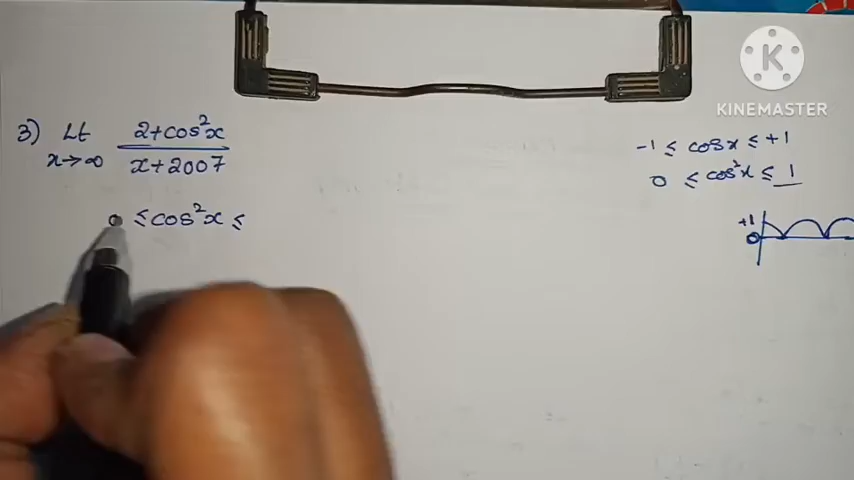 3) Lt x→∞ (2+cos²x)/(x+2007)
0 ≤ cos²x ≤
-1 ≤ cosx ≤ +1
0 ≤ cos²x ≤ 1
+1
0
K
KINEMASTER